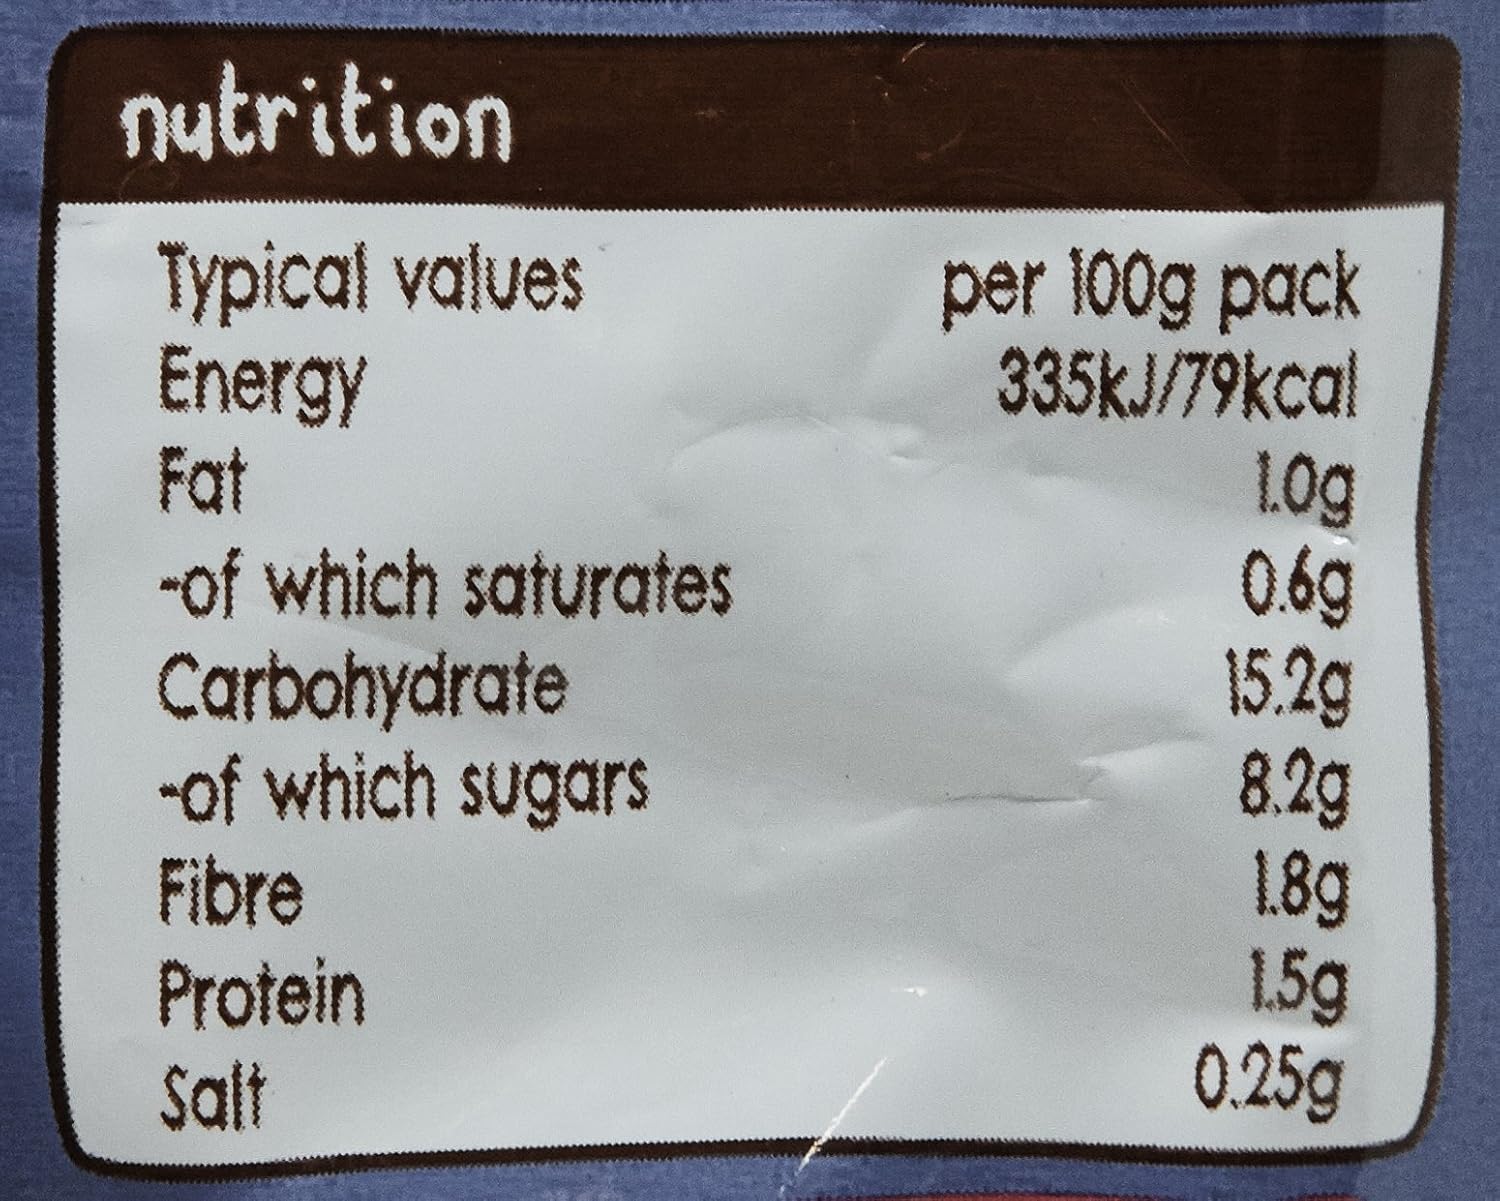 nutrition
Typical values per 100g pack
Energy 335kJ/79kcal
Fat 1.0g
-of which saturates 0.6g
Carbohydrate 15.2g
-of which sugars 8.2g
Fibre 1.8g
Protein 1.5g
Salt 0.25g